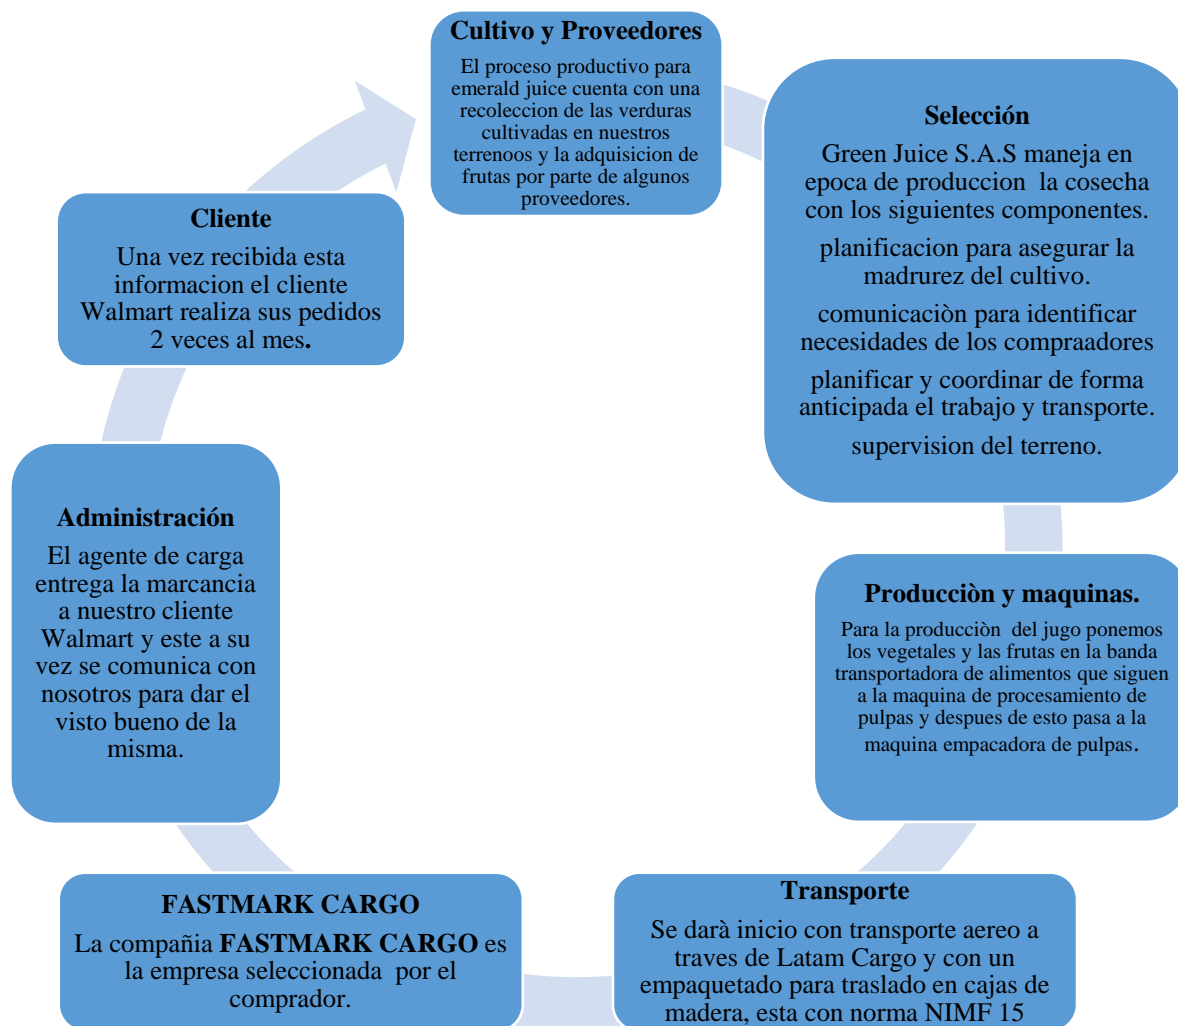 Cultivo y Proveedores
El proceso productivo para
emerald juice cuenta con una
recoleccion de las verduras
cultivadas en nuestros
terrenoos y la adquisicion de
frutas por parte de algunos
proveedores.
Selección
Green Juice S.A.S maneja en
epoca de produccion la cosecha
con los siguientes componentes.
planificacion para asegurar la
madrurez del cultivo.
comunicaciòn para identificar
necesidades de los compraadores
planificar y coordinar de forma
anticipada el trabajo y transporte.
supervision del terreno.
Producciòn y maquinas.
Para la producciòn del jugo ponemos
los vegetales y las frutas en la banda
transportadora de alimentos que siguen
a la maquina de procesamiento de
pulpas y despues de esto pasa a la
maquina empacadora de pulpas.
Transporte
Se darà inicio con transporte aereo a
traves de Latam Cargo y con un
empaquetado para traslado en cajas de
madera, esta con norma NIMF 15
FASTMARK CARGO
La compañia FASTMARK CARGO es
la empresa seleccionada por el
comprador.
Administración
El agente de carga
entrega la marcancia
a nuestro cliente
Walmart y este a su
vez se comunica con
nosotros para dar el
visto bueno de la
misma.
Cliente
Una vez recibida esta
informacion el cliente
Walmart realiza sus pedidos
2 veces al mes.